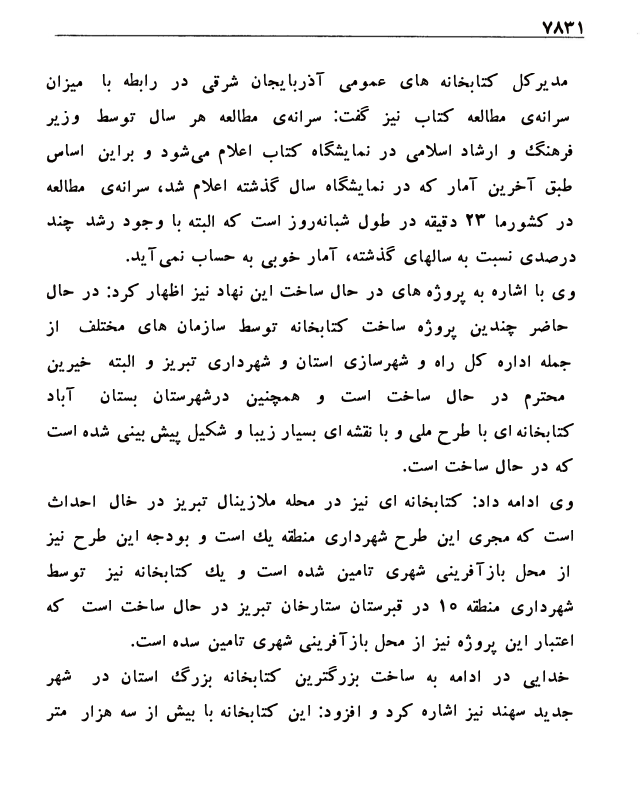 ۷۸۳۱
مدیرکل کتابخانه های عمومی آذربایجان شرقی در رابطه با میزان
سرانه‌ی مطالعه کتاب نیز گفت: سرانه‌ی مطالعه هر سال توسط وزیر
فرهنگ و ارشاد اسلامی در نمایشگاه کتاب اعلام می‌شود و براین اساس
طبق آخرین آمار که در نمایشگاه سال گذشته اعلام شد، سرانه‌ی مطالعه
در کشورما ۲۳ دقیقه در طول شبانه‌روز است که البته با وجود رشد چند
درصدی نسبت به سالهای گذشته، آمار خوبی به حساب نمی‌آید.
وی با اشاره به پروژه های در حال ساخت این نهاد نیز اظهار کرد: در حال
حاضر چندین پروژه ساخت کتابخانه توسط سازمان های مختلف از
جمله اداره کل راه و شهرسازی استان و شهرداری تبریز و البته خیرین
محترم در حال ساخت است و همچنین درشهرستان بستان آباد
کتابخانه ای با طرح ملی و با نقشه ای بسیار زیبا و شکیل پیش بینی شده است
که در حال ساخت است.
وی ادامه داد: کتابخانه ای نیز در محله ملازینال تبریز در خال احداث
است که مجری این طرح شهرداری منطقه یك است و بودجه این طرح نیز
از محل بازآفرینی شهری تامین شده است و یك کتابخانه نیز توسط
شهرداری منطقه ۱۰ در قبرستان ستارخان تبریز در حال ساخت است که
اعتبار این پروژه نیز از محل بازآفرینی شهری تامین سده است.
خدایی در ادامه به ساخت بزرگترین کتابخانه بزرگ استان در شهر
جدید سهند نیز اشاره کرد و افزود: این کتابخانه با بیش از سه هزار متر